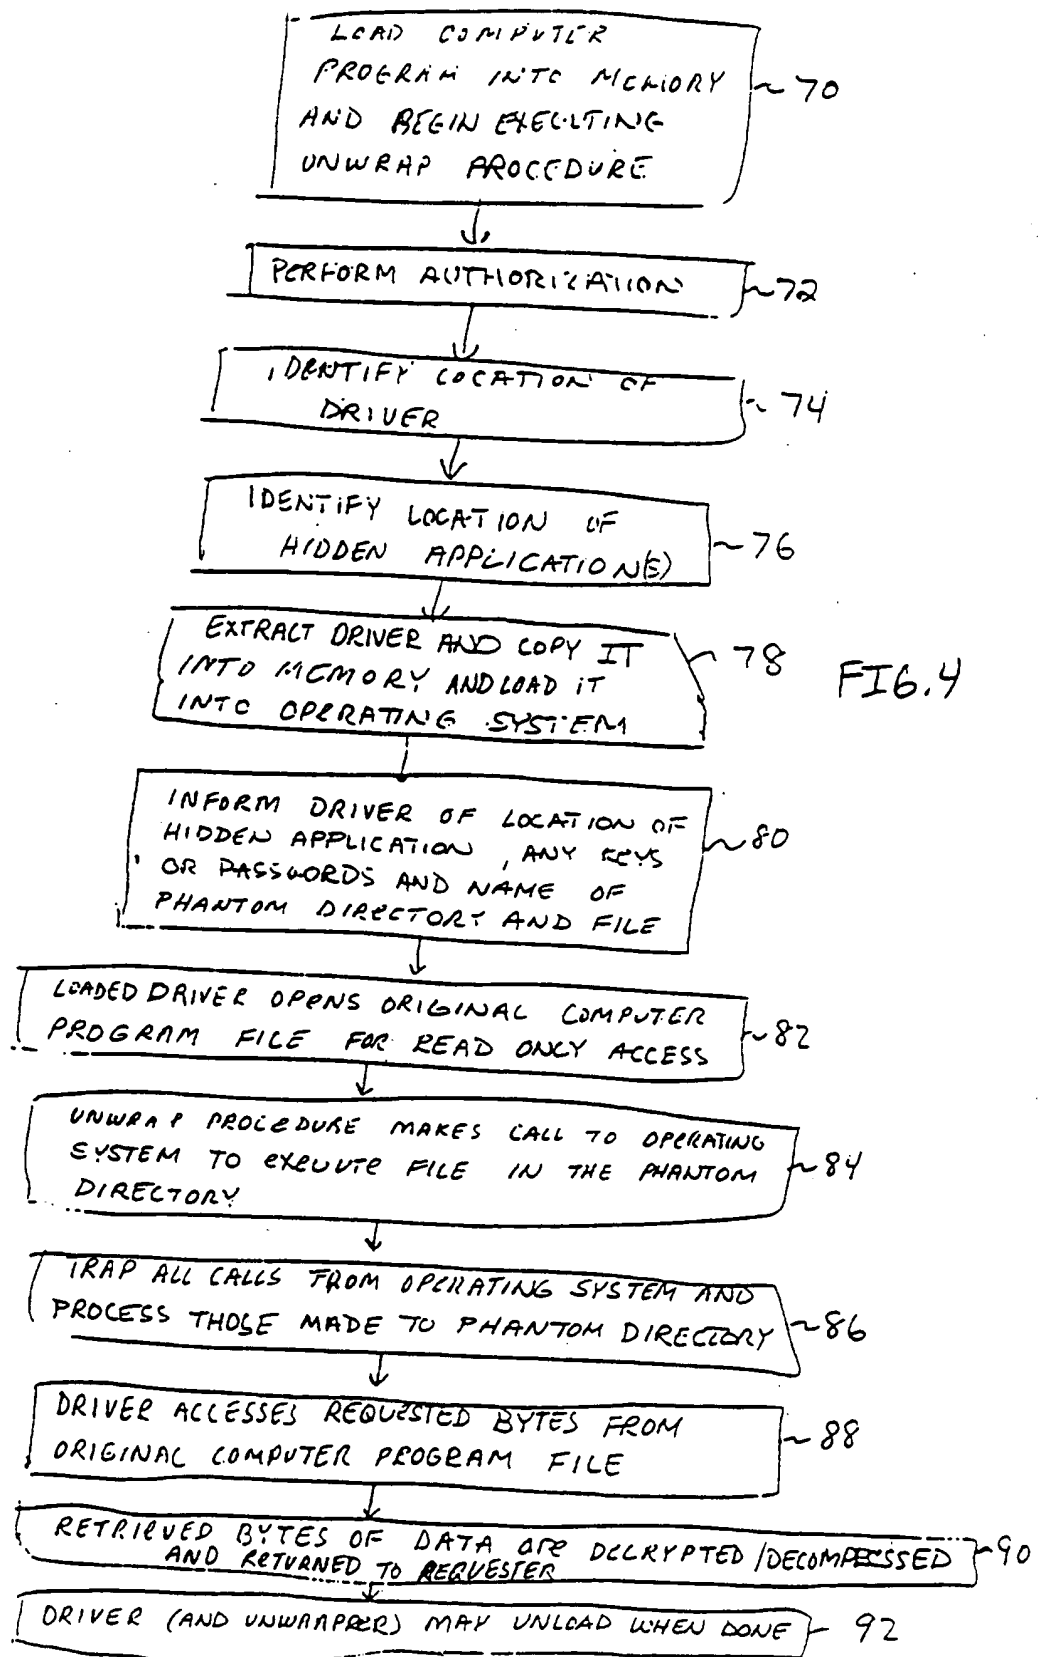 LOAD COMPUTER
PROGRAM INTO MEMORY
AND BEGIN EXECUTING
UNWRAP PROCEDURE
70
PERFORM AUTHORIZATION
72
IDENTIFY LOCATION OF
DRIVER
74
IDENTIFY LOCATION OF
HIDDEN APPLICATION(S)
76
EXTRACT DRIVER AND COPY IT
INTO MEMORY AND LOAD IT
INTO OPERATING SYSTEM
78
FIG.4
INFORM DRIVER OF LOCATION OF
HIDDEN APPLICATION, ANY KEYS
OR PASSWORDS AND NAME OF
PHANTOM DIRECTORY AND FILE
80
LOADED DRIVER OPENS ORIGINAL COMPUTER
PROGRAM FILE FOR READ ONLY ACCESS
82
UNWRAP PROCEDURE MAKES CALL TO OPERATING
SYSTEM TO EXECUTE FILE IN THE PHANTOM
DIRECTORY
84
TRAP ALL CALLS FROM OPERATING SYSTEM AND
PROCESS THOSE MADE TO PHANTOM DIRECTORY
86
DRIVER ACCESSES REQUESTED BYTES FROM
ORIGINAL COMPUTER PROGRAM FILE
88
RETRIEVED BYTES OF DATA ARE DECRYPTED/DECOMPRESSED
AND RETURNED TO REQUESTER
90
DRIVER (AND UNWRAPPER) MAY UNLOAD WHEN DONE
92